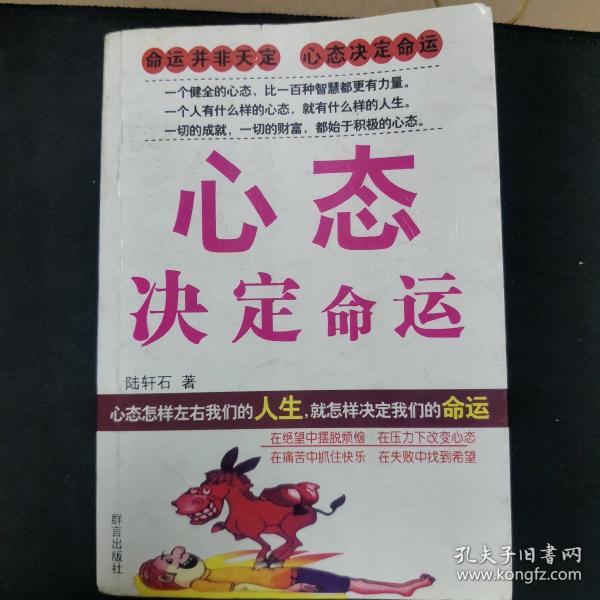 命运并非天定 心态决定命运
一个健全的心态，比一百种智慧都更有力量。
一个人有什么样的心态，就有什么样的人生。
一切的成就，一切的财富，都始于积极的心态。
心态
决定命运
陆轩石 著
心态怎样左右我们的人生，就怎样决定我们的命运
在绝望中摆脱烦恼 在压力下改变心态
在痛苦中抓住快乐 在失败中找到希望
群言出版社
孔夫子旧书网
www.kongfz.com